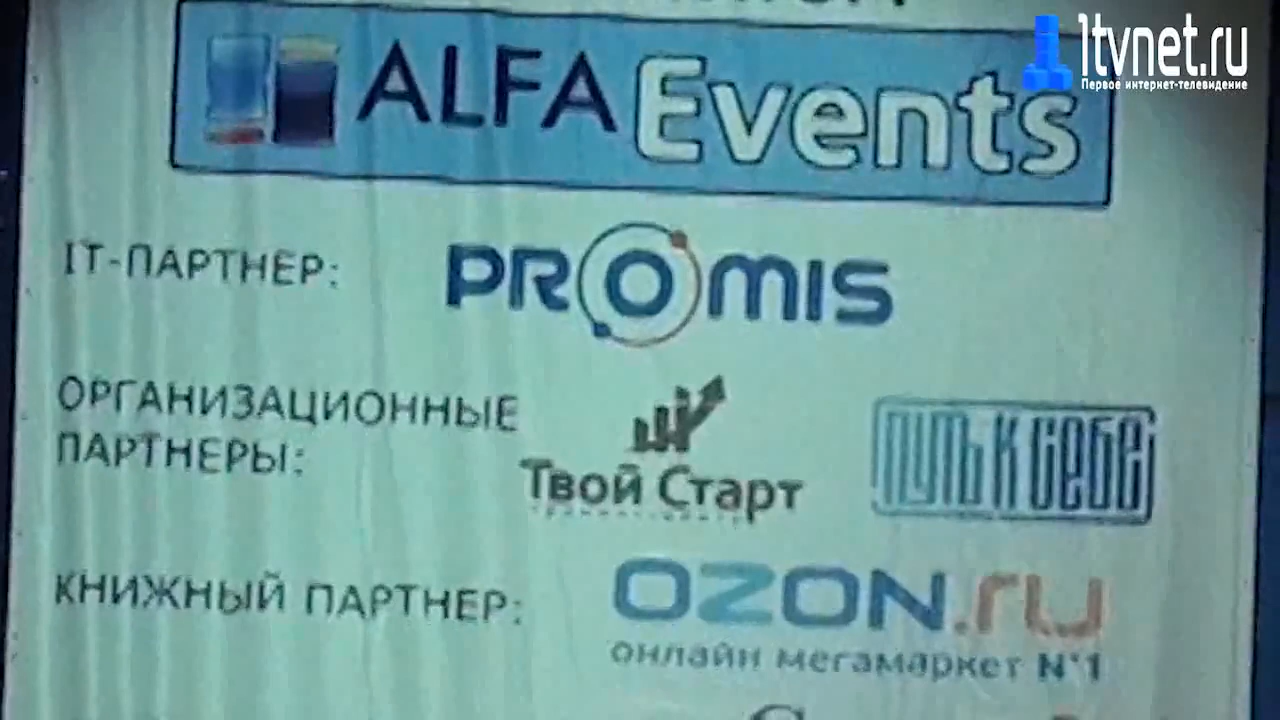 1tvnet.ru
Первое интернет-телевидение
ALFA Events
IT-ПАРТНЕР:
PROMIS
ОРГАНИЗАЦИОННЫЕ
ПАРТНЕРЫ:
Твой Старт
ПУТЬ К СЕБЕ
КНИЖНЫЙ ПАРТНЕР:
OZON.ru
онлайн мегамаркет N°1